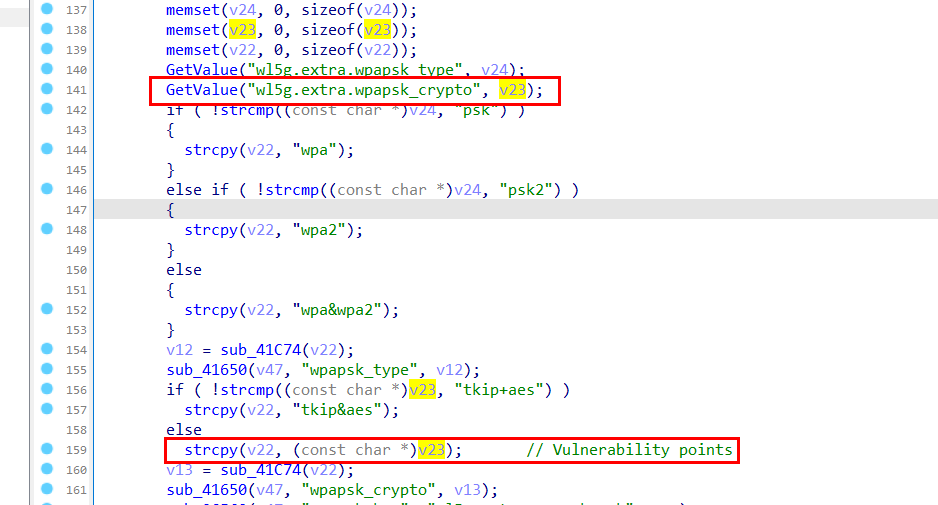 137 memset(v24, 0, sizeof(v24));
138 memset(v23, 0, sizeof(v23));
139 memset(v22, 0, sizeof(v22));
140 GetValue("wl5g.extra.wpapsk_type", v24);
141 GetValue("wl5g.extra.wpapsk_crypto", v23);
142 if ( !strcmp((const char *)v24, "psk") )
143 {
144 strcpy(v22, "wpa");
145 }
146 else if ( !strcmp((const char *)v24, "psk2") )
147 {
148 strcpy(v22, "wpa2");
149 }
150 else
151 {
152 strcpy(v22, "wpa&wpa2");
153 }
154 v12 = sub_41C74(v22);
155 sub_41650(v47, "wpapsk_type", v12);
156 if ( !strcmp((const char *)v23, "tkip+aes") )
157 strcpy(v22, "tkip&aes");
158 else
159 strcpy(v22, (const char *)v23); // Vulnerability points
160 v13 = sub_41C74(v22);
161 sub_41650(v47, "wpapsk_crypto", v13);